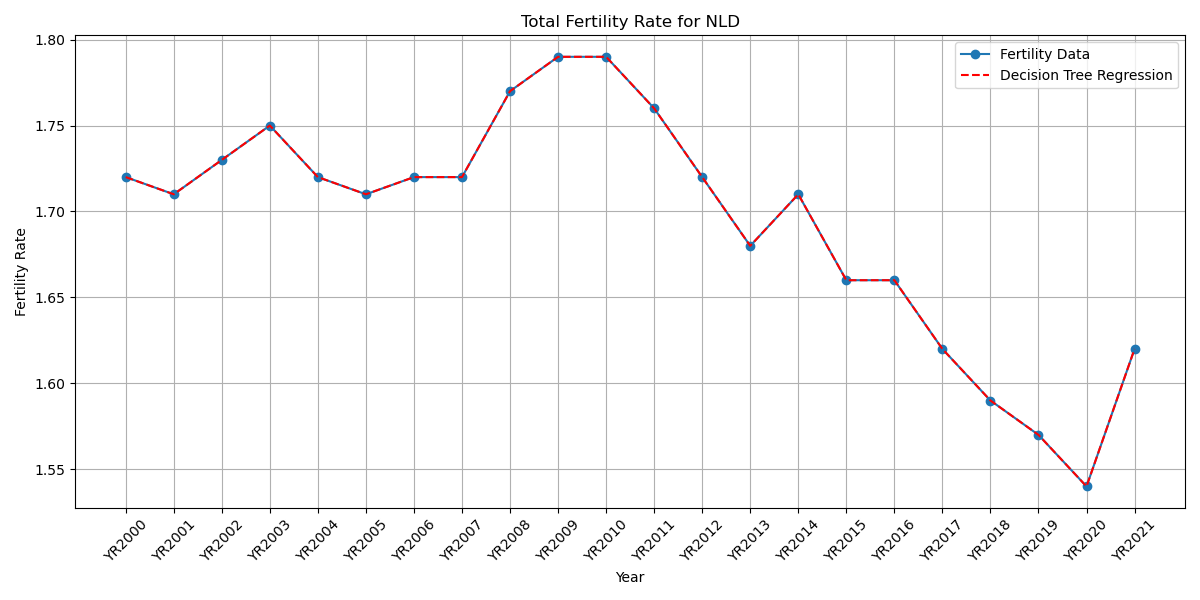 Total Fertility Rate for NLD
Fertility Data
Decision Tree Regression
Fertility Rate
1.80
1.75
1.70
1.65
1.60
1.55
YR2000
YR2001
YR2002
YR2003
YR2004
YR2005
YR2006
YR2007
YR2008
YR2009
YR2010
YR2011
YR2012
YR2013
YR2014
YR2015
YR2016
YR2017
YR2018
YR2019
YR2020
YR2021
Year